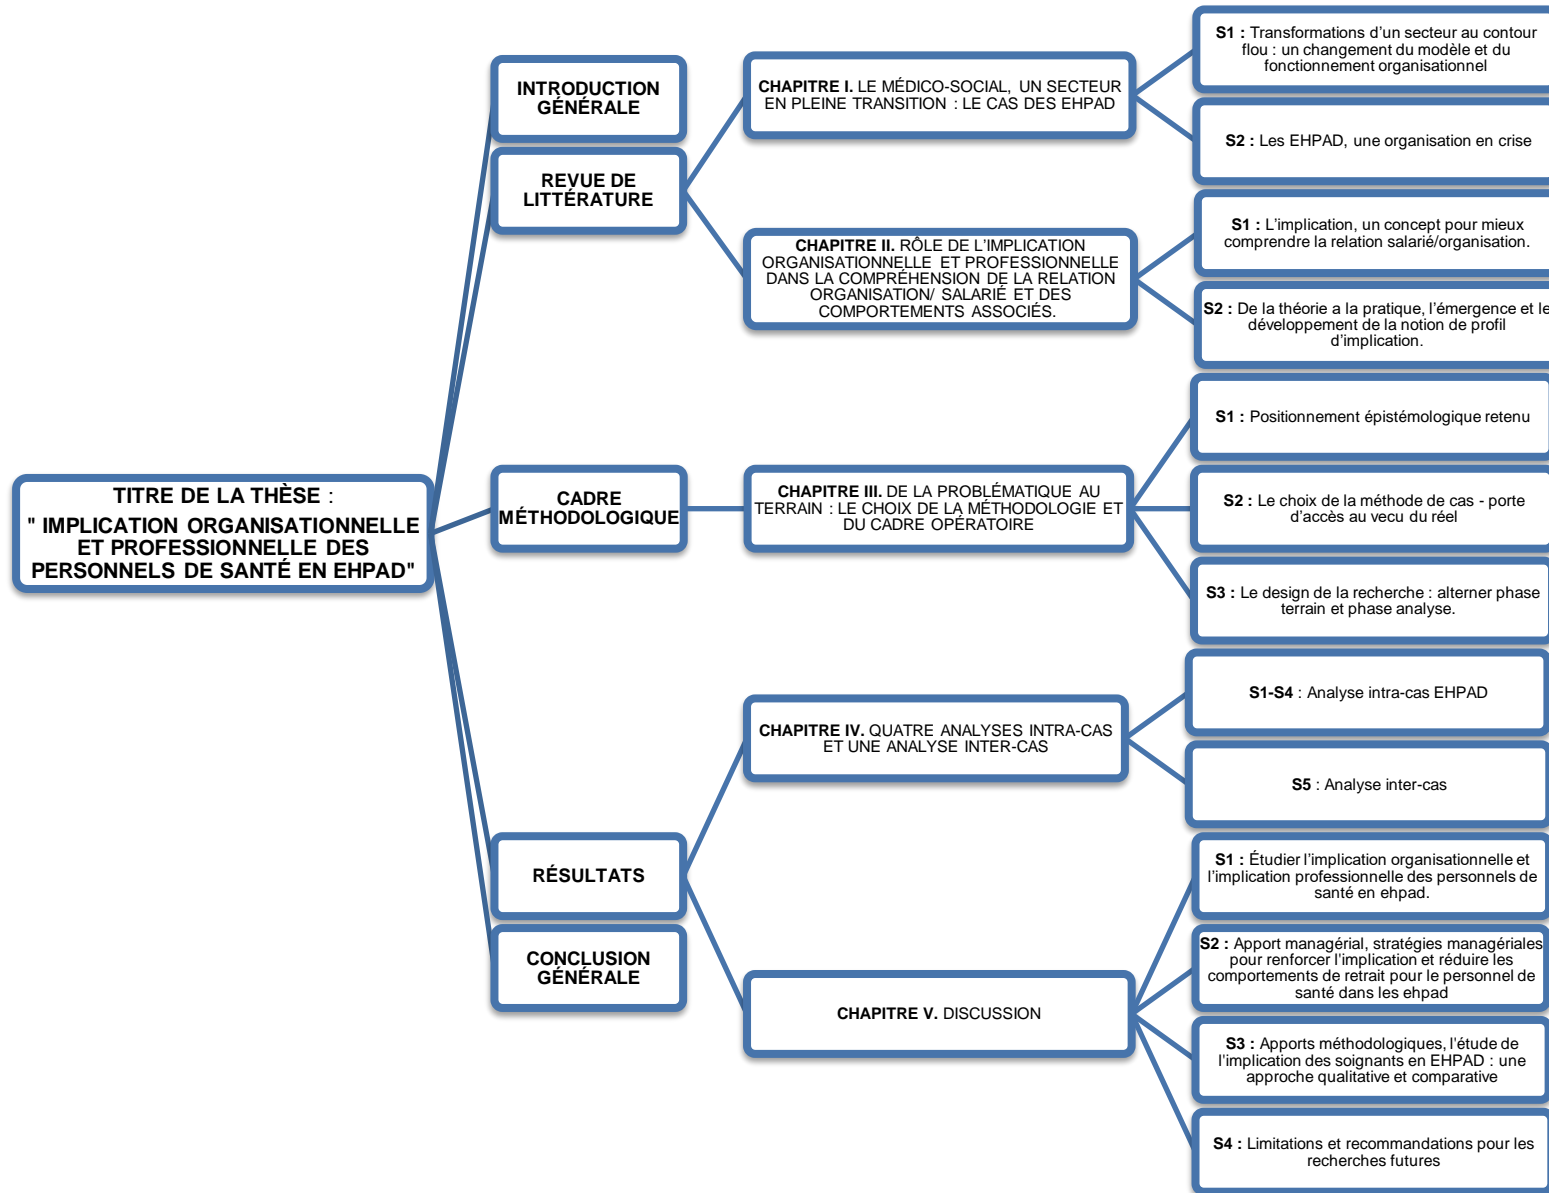 TITRE DE LA THÈSE :
" IMPLICATION ORGANISATIONNELLE
ET PROFESSIONNELLE DES
PERSONNELS DE SANTÉ EN EHPAD"
INTRODUCTION
GÉNÉRALE
REVUE DE
LITTÉRATURE
CHAPITRE I. LE MÉDICO-SOCIAL, UN SECTEUR
EN PLEINE TRANSITION : LE CAS DES EHPAD
S1 : Transformations d'un secteur au contour
flou : un changement du modèle et du
fonctionnement organisationnel
S2 : Les EHPAD, une organisation en crise
CHAPITRE II. RÔLE DE L'IMPLICATION
ORGANISATIONNELLE ET PROFESSIONNELLE
DANS LA COMPRÉHENSION DE LA RELATION
ORGANISATION/ SALARIÉ ET DES
COMPORTEMENTS ASSOCIÉS.
S1 : L'implication, un concept pour mieux
comprendre la relation salarié/organisation.
S2 : De la théorie a la pratique, l'émergence et le
développement de la notion de profil
d'implication.
CADRE
MÉTHODOLOGIQUE
CHAPITRE III. DE LA PROBLÉMATIQUE AU
TERRAIN : LE CHOIX DE LA MÉTHODOLOGIE ET
DU CADRE OPÉRATOIRE
S1 : Positionnement épistémologique retenu
S2 : Le choix de la méthode de cas - porte
d'accès au vecu du réel
S3 : Le design de la recherche : alterner phase
terrain et phase analyse.
RÉSULTATS
CHAPITRE IV. QUATRE ANALYSES INTRA-CAS
ET UNE ANALYSE INTER-CAS
S1-S4 : Analyse intra-cas EHPAD
S5 : Analyse inter-cas
CHAPITRE V. DISCUSSION
S1 : Étudier l'implication organisationnelle et
l'implication professionnelle des personnels de
santé en ehpad.
S2 : Apport managérial, stratégies managériales
pour renforcer l'implication et réduire les
comportements de retrait pour le personnel de
santé dans les ehpad
S3 : Apports méthodologiques, l'étude de
l'implication des soignants en EHPAD : une
approche qualitative et comparative
S4 : Limitations et recommandations pour les
recherches futures
CONCLUSION
GÉNÉRALE